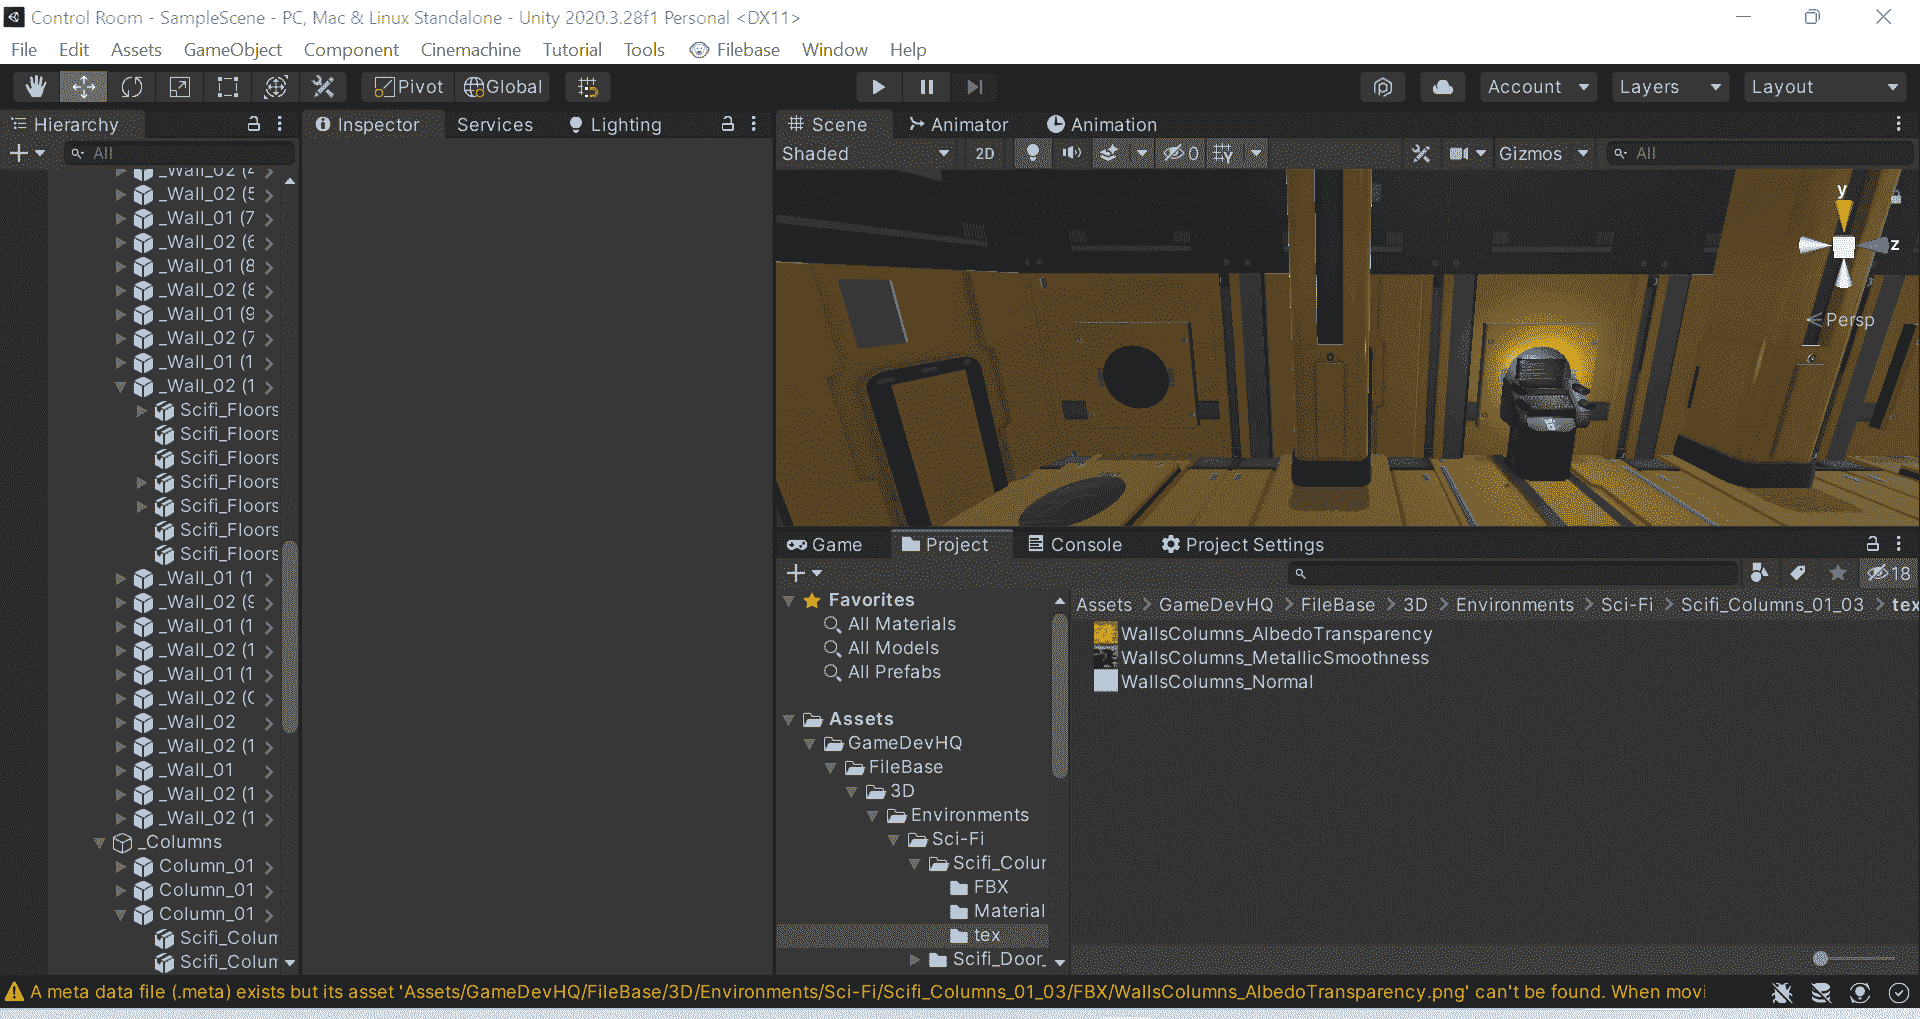 Control Room - SampleScene - PC, Mac & Linux Standalone - Unity 2020.3.28f1 Personal <DX11>
File Edit Assets GameObject Component Cinemachine Tutorial Tools Filebase Window Help
Pivot Global Account Layers Layout
Hierarchy Inspector Services Lighting Scene Animator Animation
All Shaded 2D 0 Gizmos All
_Wall_02 (4
_Wall_02 (5
_Wall_01 (7
_Wall_02 (6
_Wall_01 (8
_Wall_02 (8
_Wall_01 (9
_Wall_02 (7
_Wall_01 (1
_Wall_02 (1
Scifi_Floors
Scifi_Floors
Scifi_Floors
Scifi_Floors
Scifi_Floors
Scifi_Floors
Scifi_Floors
_Wall_01 (1
_Wall_02 (9
_Wall_01 (1
_Wall_02 (1
_Wall_01 (1
_Wall_02 (
_Wall_02
_Wall_02 (1
_Wall_01
_Wall_02 (1
_Wall_02 (1
_Columns
Column_01
Column_01
Column_01
Scifi_Colum
Scifi_Colum
y
z
Persp
Game Project Console Project Settings
18
Favorites
All Materials
All Models
All Prefabs
Assets
GameDevHQ
FileBase
3D
Environments
Sci-Fi
Scifi_Colur
FBX
Material
tex
Scifi_Door_
Assets > GameDevHQ > FileBase > 3D > Environments > Sci-Fi > Scifi_Columns_01_03 > tex
WallsColumns_AlbedoTransparency
WallsColumns_MetallicSmoothness
WallsColumns_Normal
A meta data file (.meta) exists but its asset 'Assets/GameDevHQ/FileBase/3D/Environments/Sci-Fi/Scifi_Columns_01_03/FBX/WallsColumns_AlbedoTransparency.png' can't be found. When movi